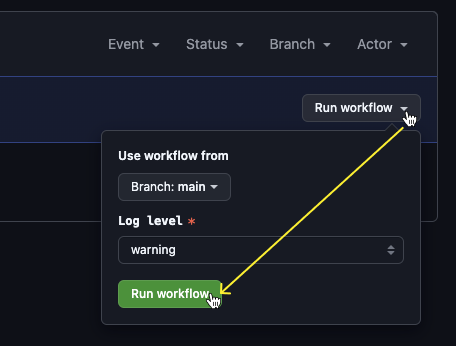 Event Status Branch Actor
Run workflow
Use workflow from
Branch: main
Log level *
warning
Run workflow